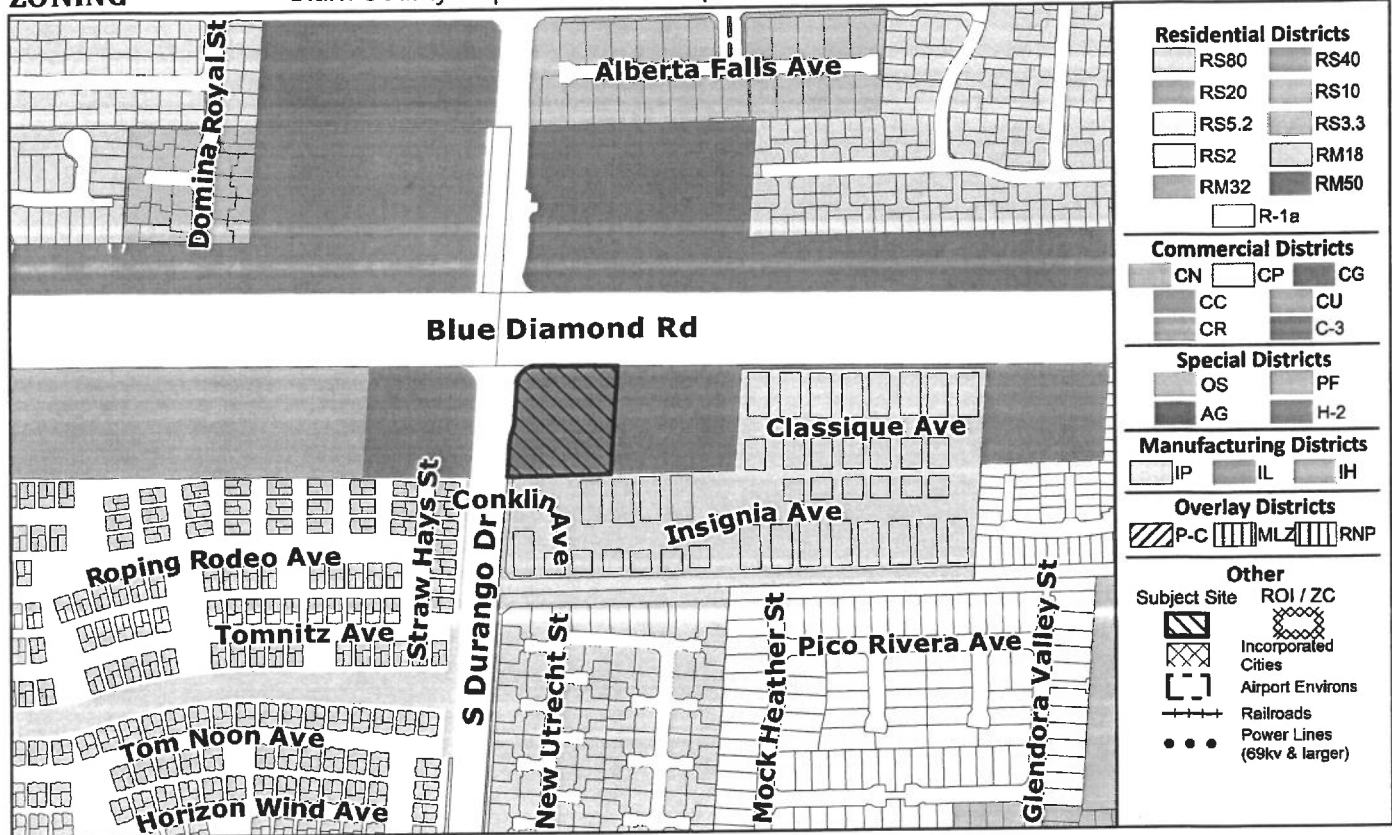 ZONING
Domina Royal St
Alberta Falls Ave
Blue Diamond Rd
Classique Ave
Straw Hays St
Conklin Ave
S Durango Dr
Insignia Ave
Roping Rodeo Ave
Tomnitz Ave
New Utrecht St
Mock Heather St
Pico Rivera Ave
Glendora Valley St
Tom Noon Ave
Horizon Wind Ave
Residential Districts
RS80 RS40
RS20 RS10
RS5.2 RS3.3
RS2 RM18
RM32 RM50
R-1a
Commercial Districts
CN CP CG
CC CU
CR C-3
Special Districts
OS PF
AG H-2
Manufacturing Districts
IP IL IH
Overlay Districts
P-C MLZ RNP
Other
Subject Site ROI / ZC
Incorporated
Cities
Airport Environs
Railroads
Power Lines
(69kv & larger)